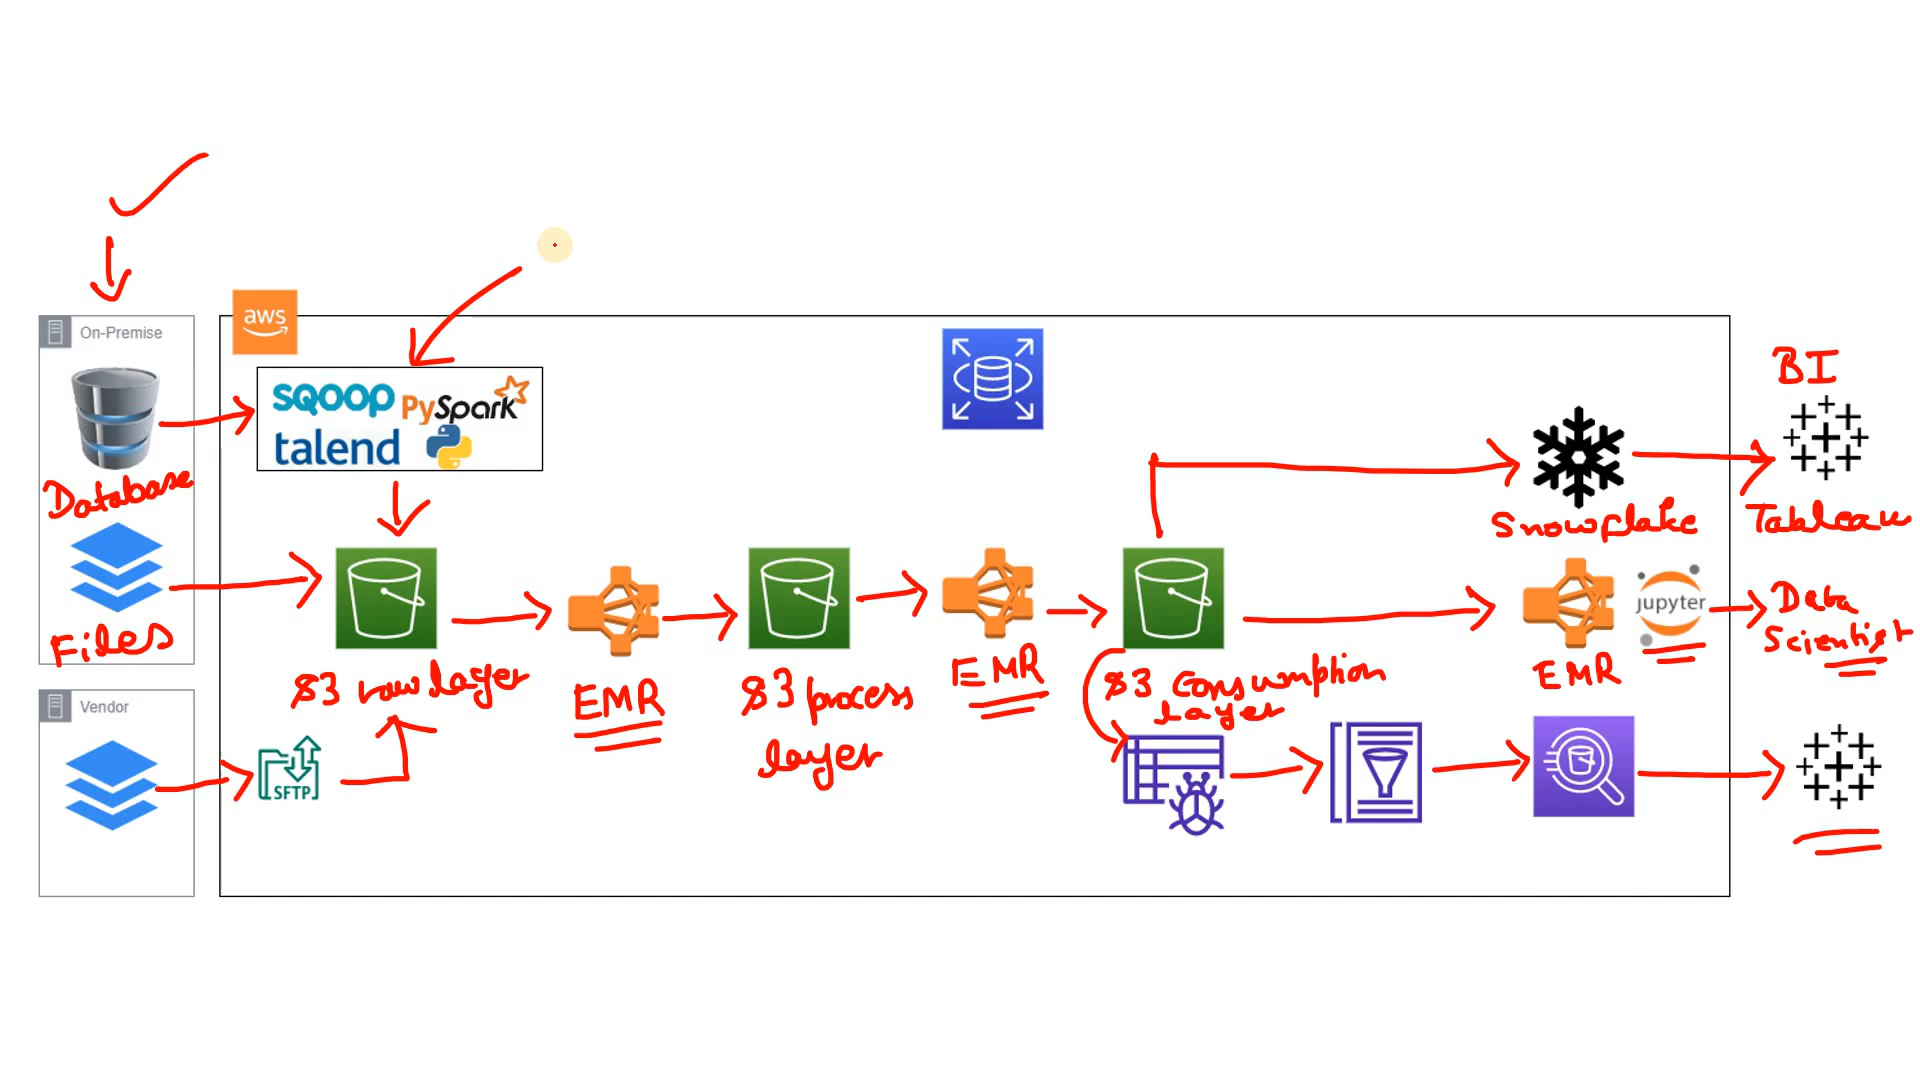 On-Premise
Database
Files
Vendor
aws
sqoop PySpark
talend
SFTP
S3 raw layer
EMR
S3 process
layer
EMR
S3 Consumption
layer
Snowflake
EMR
jupyter
BI
Tableau
Data
Scientist